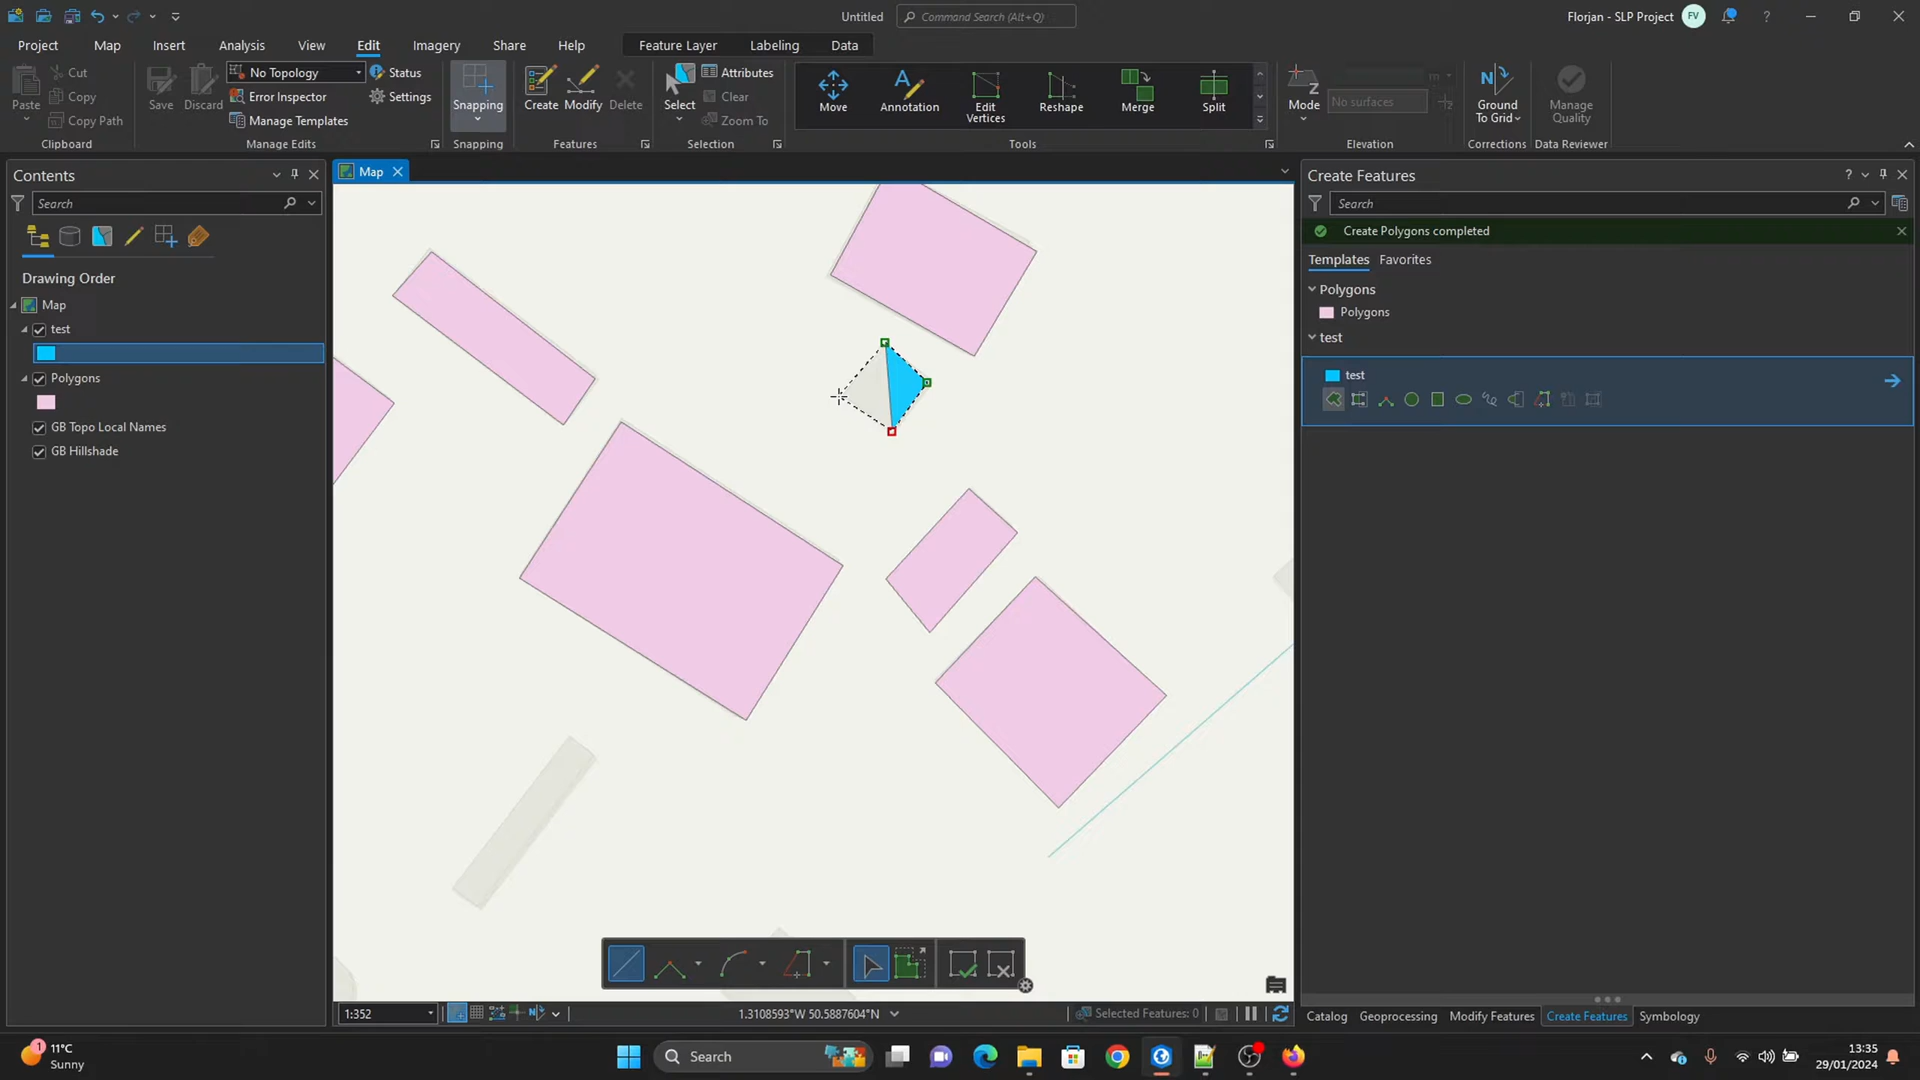 Untitled
Command Search (Alt+Q)
Florjan - SLP Project
FV
Project Map Insert Analysis View Edit Imagery Share Help Feature Layer Labeling Data
Paste
Cut
Copy
Copy Path
Clipboard
Save
Discard
No Topology
Error Inspector
Manage Templates
Status
Settings
Manage Edits
Snapping
Snapping
Create
Modify
Delete
Features
Select
Attributes
Clear
Zoom To
Selection
Move
Annotation
Edit
Vertices
Reshape
Merge
Split
Tools
Mode
No surfaces
Elevation
Ground
To Grid
Corrections
Manage
Quality
Data Reviewer
Contents
Search
Drawing Order
Map
test
Polygons
GB Topo Local Names
GB Hillshade
Map
1:352
1.3108593°W 50.5887604°N
Selected Features: 0
Create Features
Search
Create Polygons completed
Templates Favorites
Polygons
Polygons
test
test
Catalog Geoprocessing Modify Features Create Features Symbology
1
11°C
Sunny
Search
13:35
29/01/2024